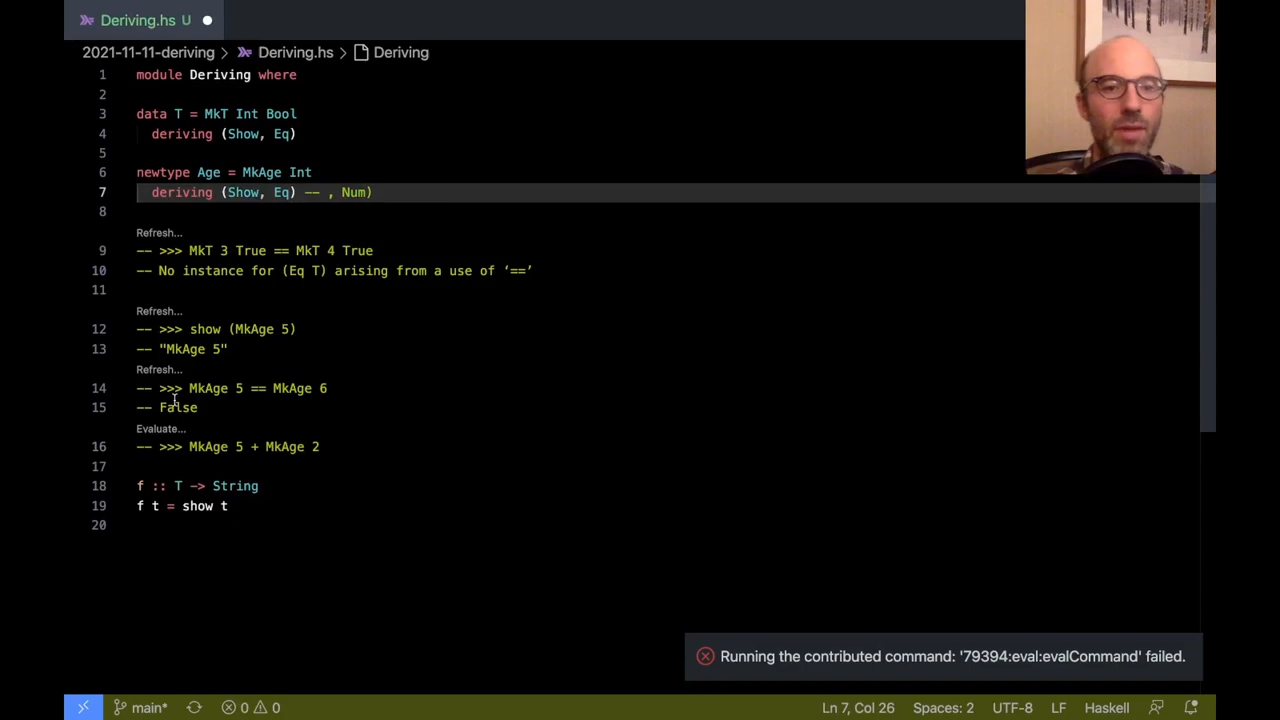 Deriving.hs U
2021-11-11-deriving > Deriving.hs > Deriving
1 module Deriving where
2
3 data T = MkT Int Bool
4 deriving (Show, Eq)
5
6 newtype Age = MkAge Int
7 deriving (Show, Eq) -- , Num)
8
Refresh...
9 -- >>> MkT 3 True == MkT 4 True
10 -- No instance for (Eq T) arising from a use of ‘==’
11
Refresh...
12 -- >>> show (MkAge 5)
13 -- "MkAge 5"
Refresh...
14 -- >>> MkAge 5 == MkAge 6
15 -- False
Evaluate...
16 -- >>> MkAge 5 + MkAge 2
17
18 f :: T -> String
19 f t = show t
20
Running the contributed command: '79394:eval:evalCommand' failed.
main* 0 0 Ln 7, Col 26 Spaces: 2 UTF-8 LF Haskell